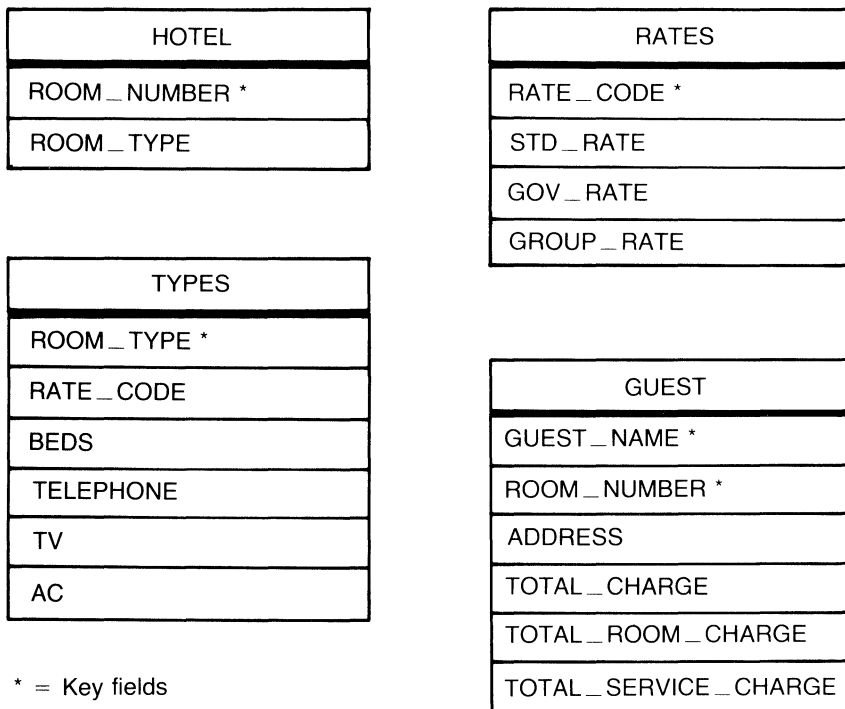 HOTEL
ROOM_NUMBER *
ROOM_TYPE
TYPES
ROOM_TYPE *
RATE_CODE
BEDS
TELEPHONE
TV
AC
* = Key fields
RATES
RATE_CODE *
STD_RATE
GOV_RATE
GROUP_RATE
GUEST
GUEST_NAME *
ROOM_NUMBER *
ADDRESS
TOTAL_CHARGE
TOTAL_ROOM_CHARGE
TOTAL_SERVICE_CHARGE